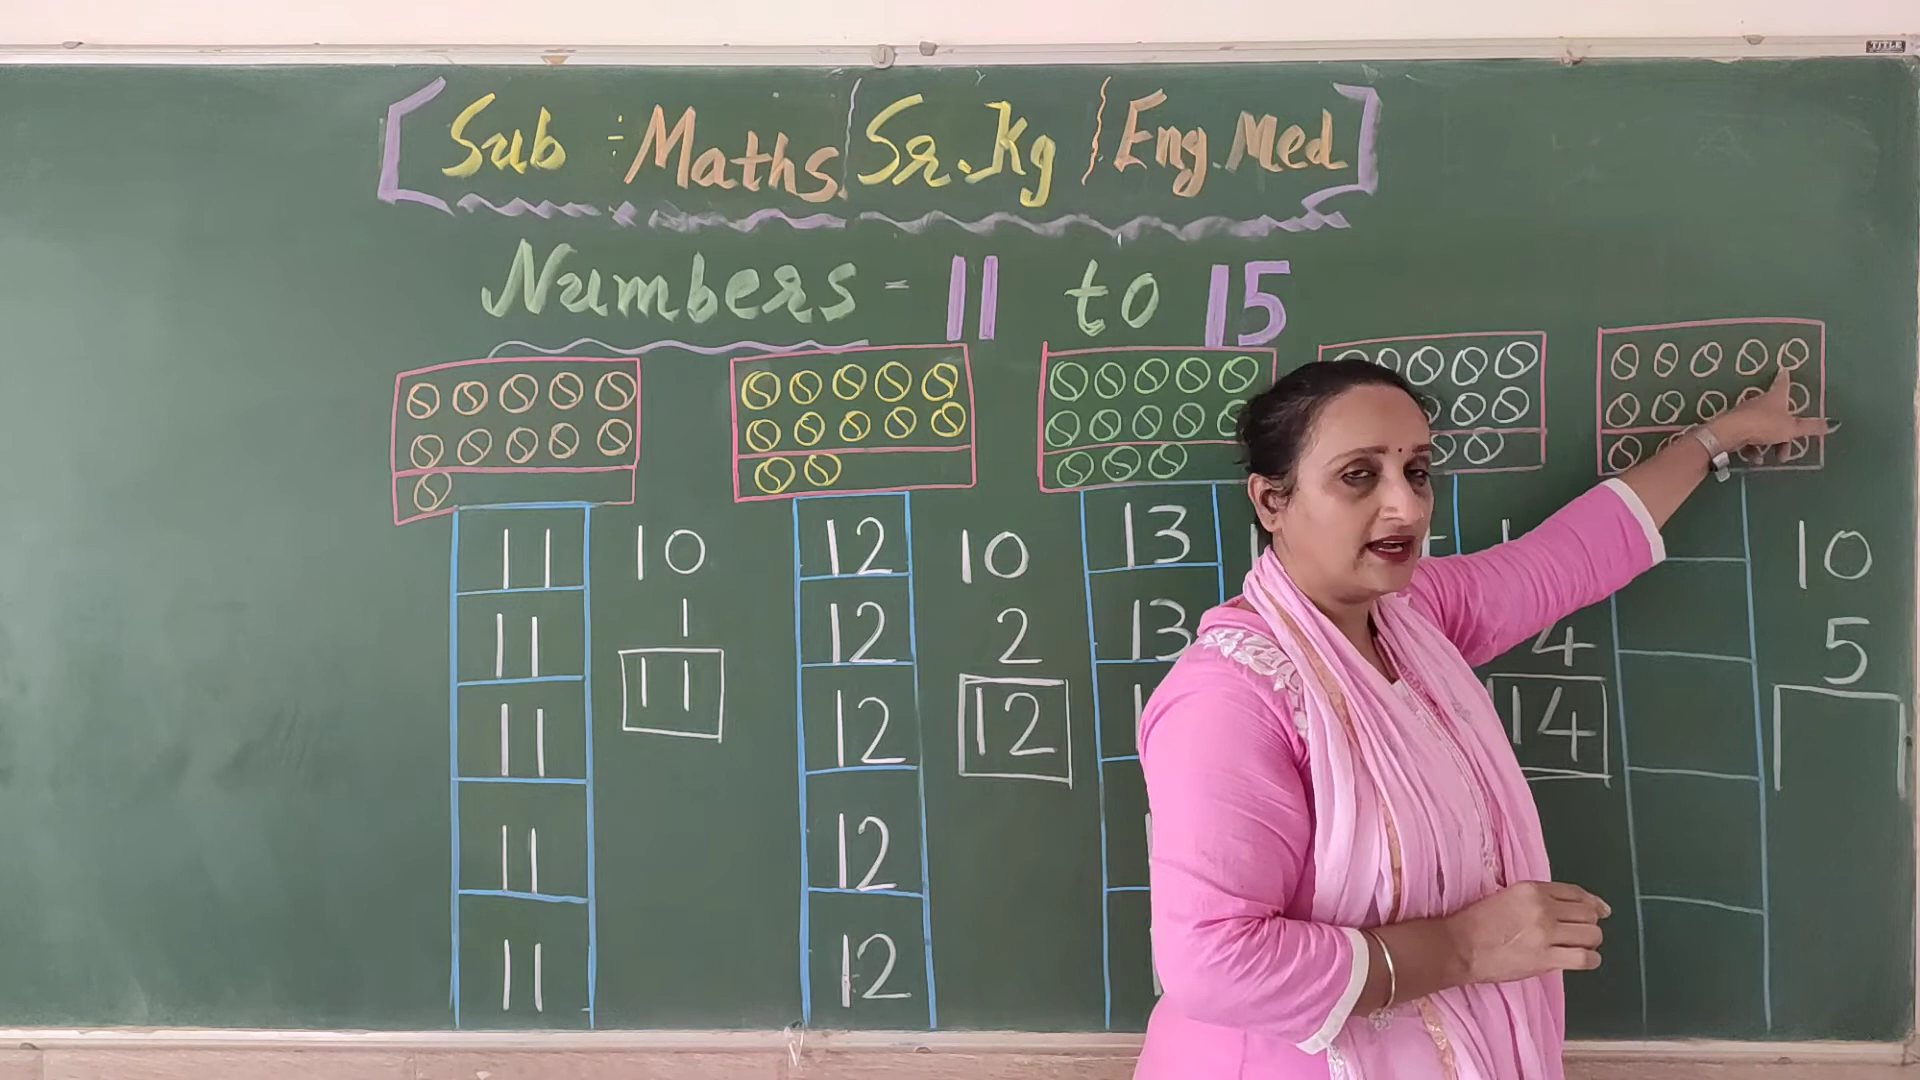 TITLE
[Sub :- Maths | Sr.Kg | Eng.Med]
Numbers - 11 to 15
11 10 12 10 13 10
11 1 12 2 13 4 5
11 11 12 12 14
11 12
11 12